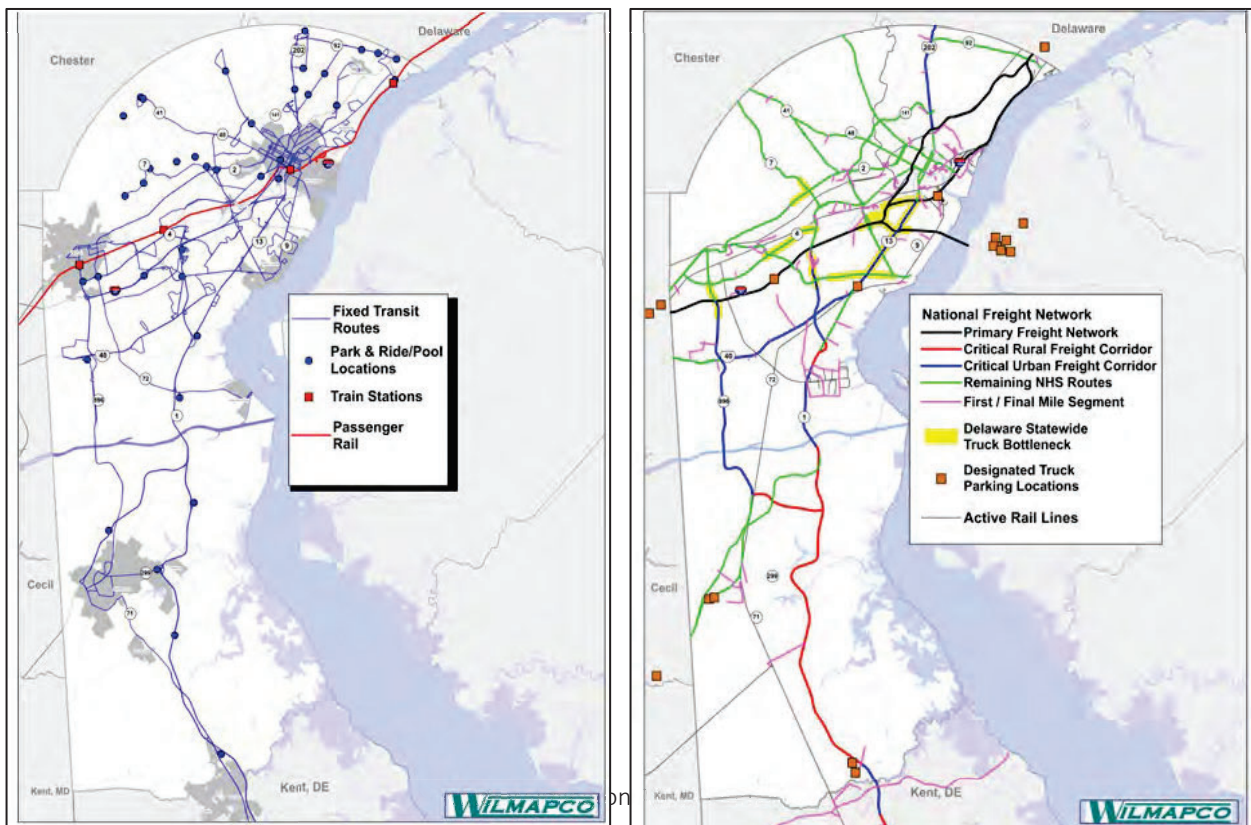 Delaware
Chester
202
92
41
141
48
7
2
4
13
9
40
72
896
1
299
71
Cecil
Kent, MD
Kent, DE
Fixed Transit
Routes
Park & Ride/Pool
Locations
Train Stations
Passenger
Rail
WILMAPCO
on
Delaware
Chester
202
92
41
141
48
7
2
4
13
9
40
72
896
1
299
71
Cecil
Kent, MD
Kent, DE
National Freight Network
Primary Freight Network
Critical Rural Freight Corridor
Critical Urban Freight Corridor
Remaining NHS Routes
First / Final Mile Segment
Delaware Statewide
Truck Bottleneck
Designated Truck
Parking Locations
Active Rail Lines
WILMAPCO